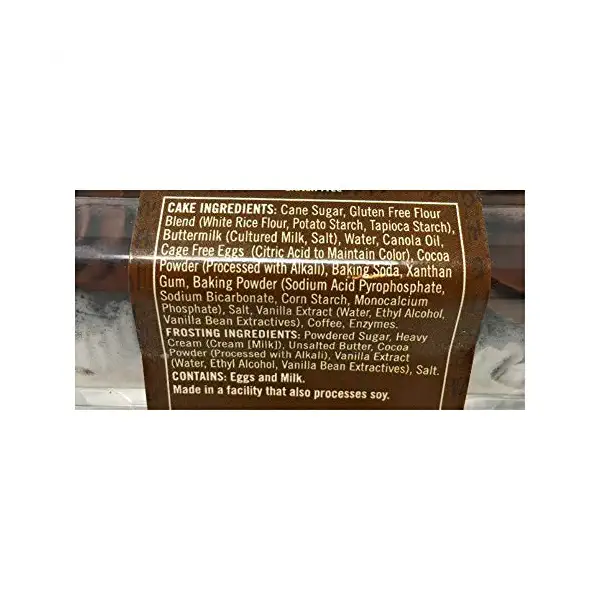 CAKE INGREDIENTS: Cane Sugar, Gluten Free Flour
Blend (White Rice Flour, Potato Starch, Tapioca Starch),
Buttermilk (Cultured Milk, Salt), Water, Canola Oil,
Cage Free Eggs (Citric Acid to Maintain Color), Cocoa
Powder (Processed with Alkali), Baking Soda, Xanthan
Gum, Baking Powder (Sodium Acid Pyrophosphate,
Sodium Bicarbonate, Corn Starch, Monocalcium
Phosphate), Salt, Vanilla Extract (Water, Ethyl Alcohol,
Vanilla Bean Extractives), Coffee, Enzymes.
FROSTING INGREDIENTS: Powdered Sugar, Heavy
Cream (Cream [Milk]), Unsalted Butter, Cocoa
Powder (Processed with Alkali), Vanilla Extract
(Water, Ethyl Alcohol, Vanilla Bean Extractives), Salt.
CONTAINS: Eggs and Milk.
Made in a facility that also processes soy.